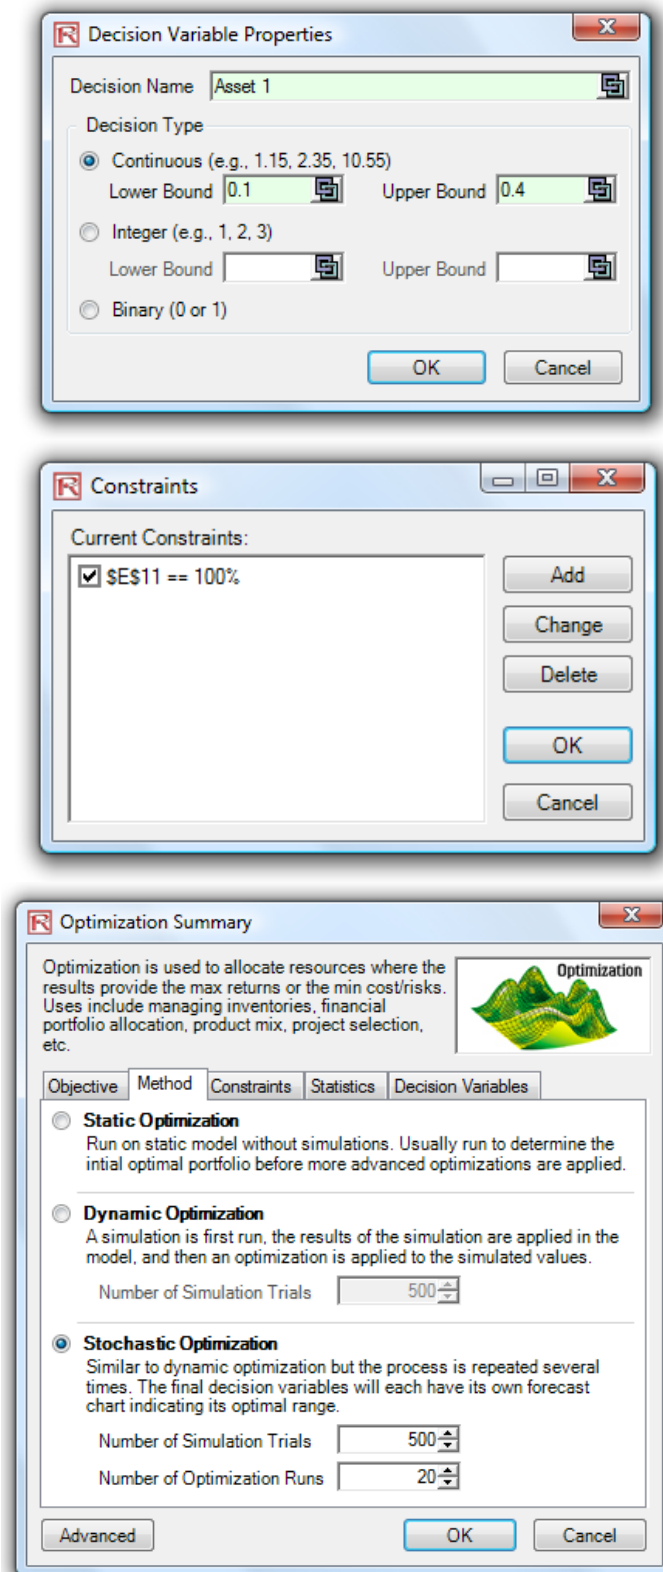 Decision Variable Properties
Decision Name Asset 1
Decision Type
Continuous (e.g., 1.15, 2.35, 10.55)
Lower Bound 0.1 Upper Bound 0.4
Integer (e.g., 1, 2, 3)
Lower Bound Upper Bound
Binary (0 or 1)
OK Cancel
Constraints
Current Constraints:
$E$11 == 100%
Add
Change
Delete
OK
Cancel
Optimization Summary
Optimization is used to allocate resources where the
results provide the max returns or the min cost/risks.
Uses include managing inventories, financial
portfolio allocation, product mix, project selection,
etc.
Optimization
Objective Method Constraints Statistics Decision Variables
Static Optimization
Run on static model without simulations. Usually run to determine the
intial optimal portfolio before more advanced optimizations are applied.
Dynamic Optimization
A simulation is first run, the results of the simulation are applied in the
model, and then an optimization is applied to the simulated values.
Number of Simulation Trials 500
Stochastic Optimization
Similar to dynamic optimization but the process is repeated several
times. The final decision variables will each have its own forecast
chart indicating its optimal range.
Number of Simulation Trials 500
Number of Optimization Runs 20
Advanced OK Cancel